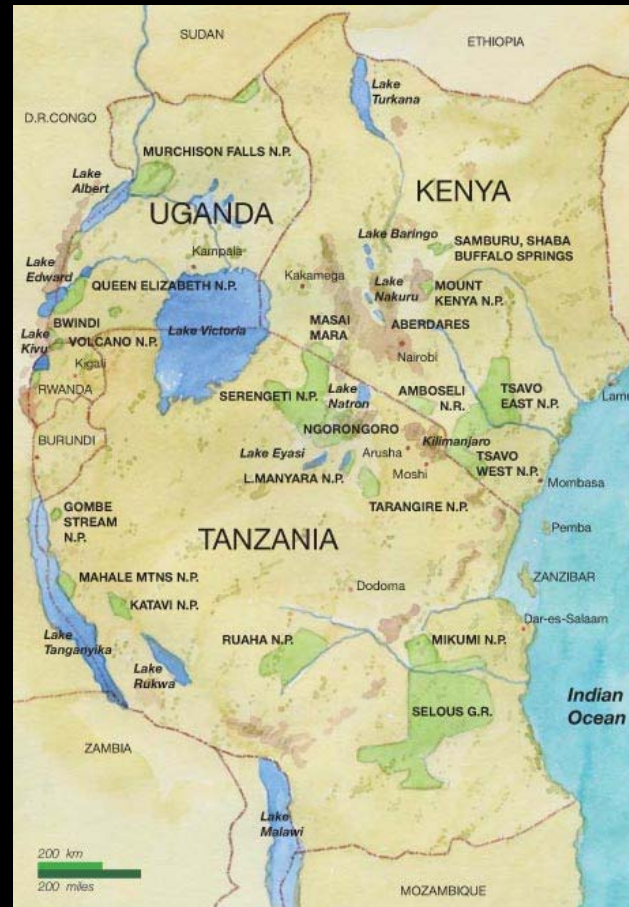 SUDAN
ETHIOPIA
Lake
Turkana
D.R.CONGO
MURCHISON FALLS N.P.
Lake
Albert
UGANDA
KENYA
Lake Baringo
SAMBURU, SHABA
BUFFALO SPRINGS
Kampala
Lake
Edward
QUEEN ELIZABETH N.P.
Kakamega
Lake
Nakuru
MOUNT
KENYA N.P.
BWINDI
Lake Victoria
MASAI
MARA
ABERDARES
Lake
Kivu
VOLCANO N.P.
Kigali
Nairobi
RWANDA
SERENGETI N.P.
Lake
Natron
AMBOSELI
N.R.
TSAVO
EAST N.P.
Lamu
BURUNDI
NGORONGORO
Kilimanjaro
Lake Eyasi
Arusha
TSAVO
WEST N.P.
L.MANYARA N.P.
Moshi
Mombasa
GOMBE
STREAM
N.P.
TARANGIRE N.P.
Pemba
TANZANIA
ZANZIBAR
MAHALE MTNS N.P.
Dodoma
KATAVI N.P.
Dar-es-Salaam
Lake
Tanganyika
RUAHA N.P.
MIKUMI N.P.
Lake
Rukwa
Indian
Ocean
SELOUS G.R.
ZAMBIA
Lake
Malawi
200 km
200 miles
MOZAMBIQUE